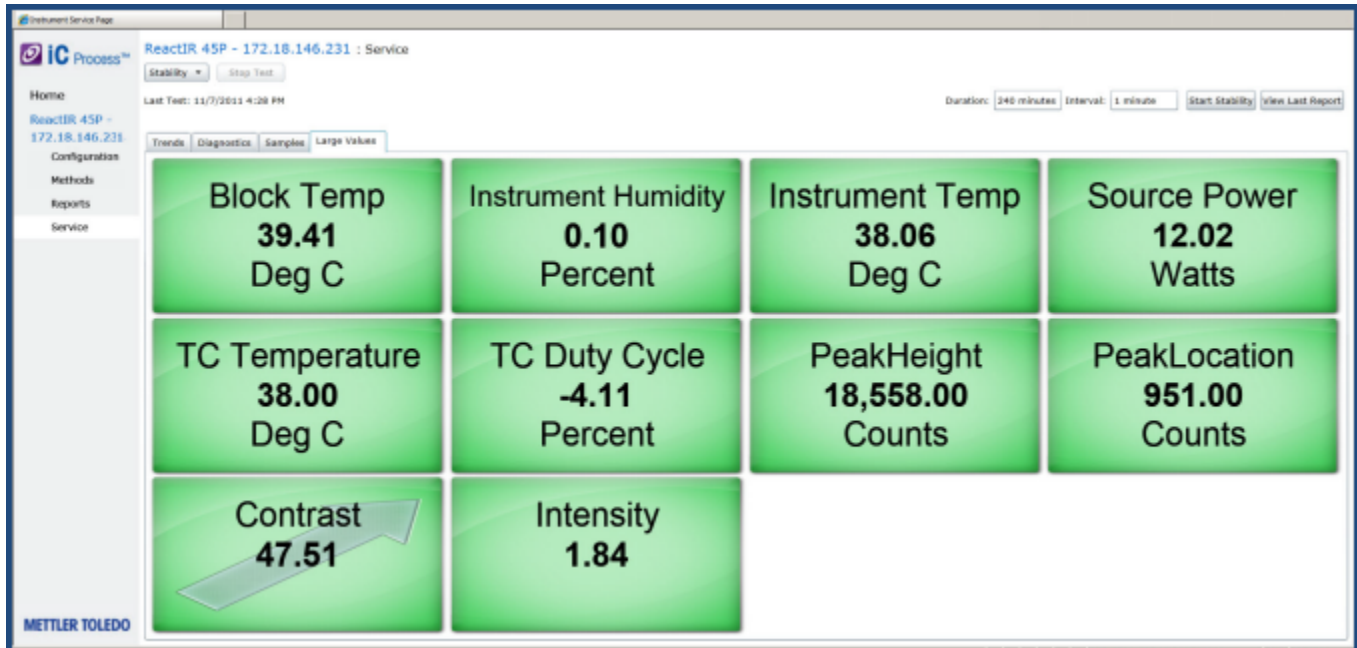 Instrument Service Page
iC Process™
ReactIR 45P - 172.18.146.231 : Service
Stability Stop Test
Home
Last Test: 11/7/2011 4:28 PM
Duration: 240 minutes Interval: 1 minute Start Stability View Last Report
ReactIR 45P -
172.18.146.231
Configuration
Methods
Reports
Service
Trends Diagnostics Samples Large Values
Block Temp
39.41
Deg C
Instrument Humidity
0.10
Percent
Instrument Temp
38.06
Deg C
Source Power
12.02
Watts
TC Temperature
38.00
Deg C
TC Duty Cycle
-4.11
Percent
PeakHeight
18,558.00
Counts
PeakLocation
951.00
Counts
Contrast
47.51
Intensity
1.84
METTLER TOLEDO